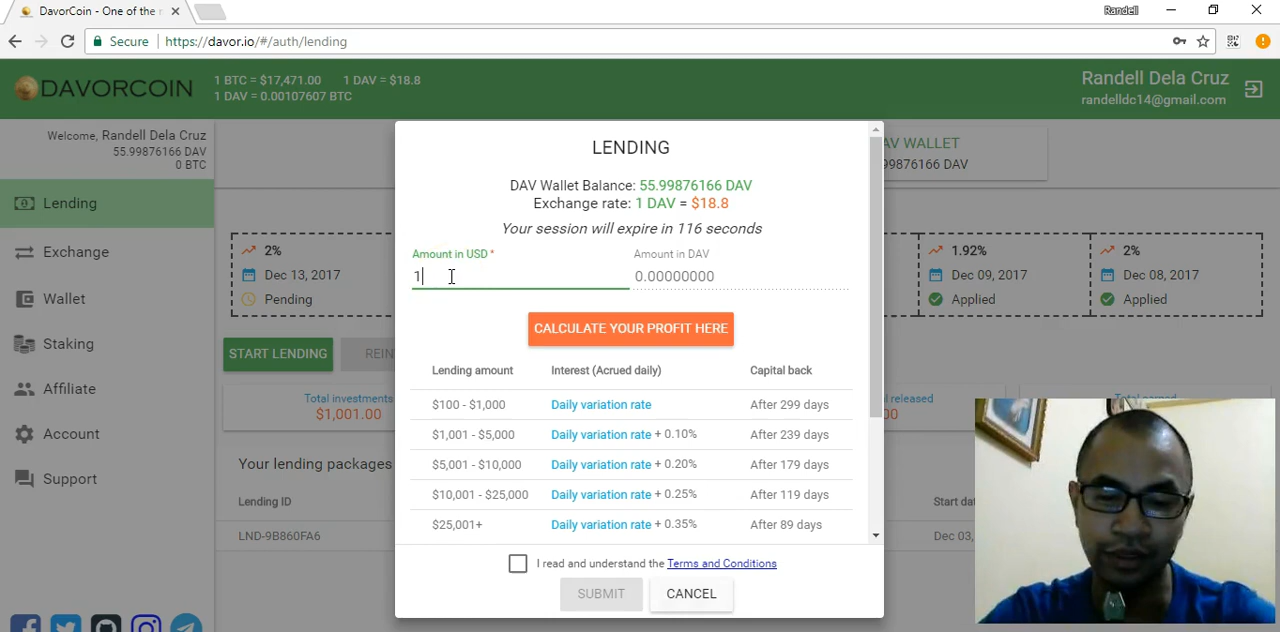 DavorCoin - One of the r
Randell
Secure
https://davor.io/#/auth/lending
DAVORCOIN
1 BTC = $17,471.00 1 DAV = $18.8
1 DAV = 0.00107607 BTC
Randell Dela Cruz
randelldc14@gmail.com
Welcome, Randell Dela Cruz
55.99876166 DAV
0 BTC
Lending
Exchange
Wallet
Staking
Affiliate
Account
Support
2%
Dec 13, 2017
Pending
START LENDING
REIN
Total investments
$1,001.00
Your lending packages
Lending ID
LND-9B860FA6
LENDING
DAV Wallet Balance: 55.99876166 DAV
Exchange rate: 1 DAV = $18.8
Your session will expire in 116 seconds
Amount in USD *
Amount in DAV
1
0.00000000
CALCULATE YOUR PROFIT HERE
Lending amount Interest (Accrued daily) Capital back
$100 - $1,000 Daily variation rate After 299 days
$1,001 - $5,000 Daily variation rate + 0.10% After 239 days
$5,001 - $10,000 Daily variation rate + 0.20% After 179 days
$10,001 - $25,000 Daily variation rate + 0.25% After 119 days
$25,001+ Daily variation rate + 0.35% After 89 days
I read and understand the Terms and Conditions
SUBMIT
CANCEL
AV WALLET
99876166 DAV
1.92%
Dec 09, 2017
Applied
2%
Dec 08, 2017
Applied
released
00
Start da
Dec 03,